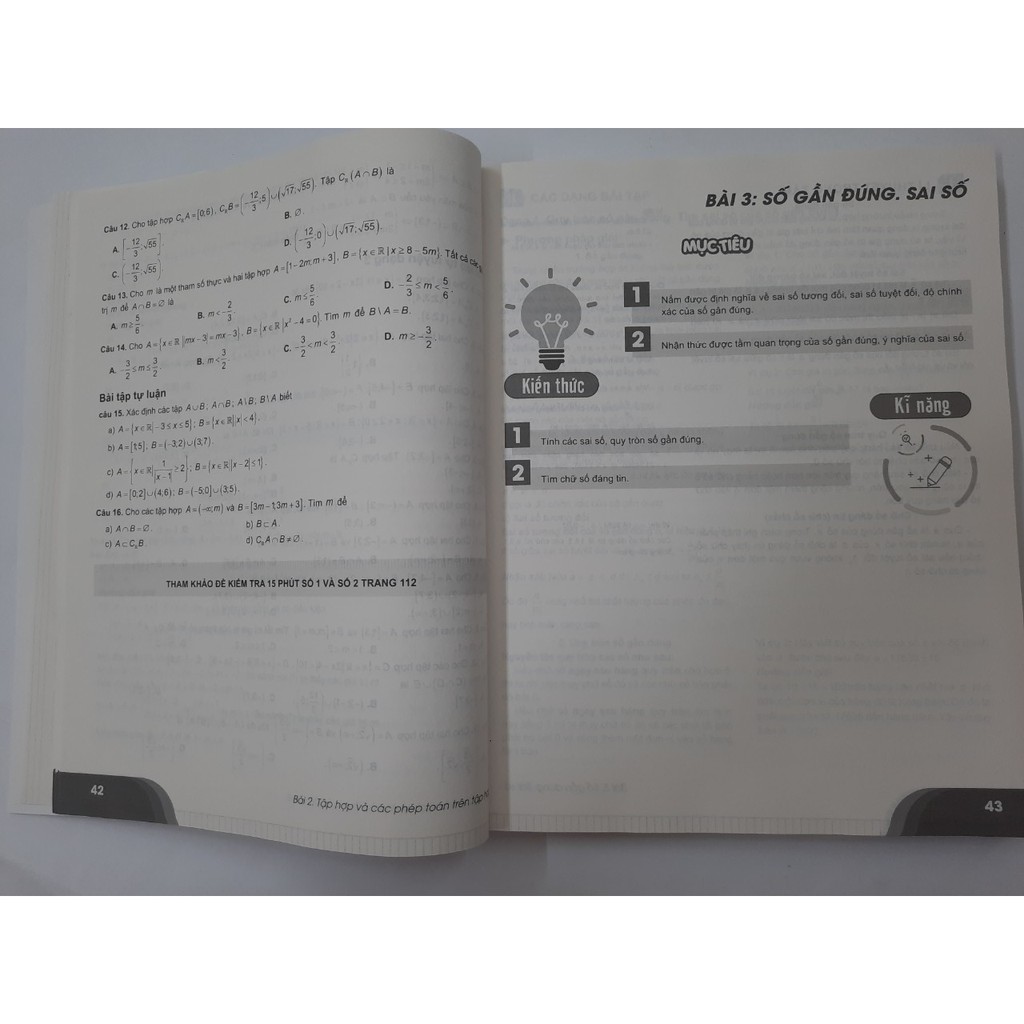 Câu 12. Cho tập hợp C_ℝ A = [0;6), C_ℝ B = (-12/3;5) ∪ (√17;√55). Tập C_ℝ (A ∩ B) là
A. [-12/3;√55].
B. ∅.
C. (-12/3;√55)
D. (-12/3;0) ∪ (√17;√55).
Câu 13. Cho m là một tham số thực và hai tập hợp A = [1 − 2m; m + 3], B = {x ∈ ℝ | x ≥ 8 − 5m}. Tất cả các
trị m để A ∩ B = ∅ là
A. m ≥ 5/6.
B. m < -2/3.
C. m ≤ 5/6.
D. -2/3 ≤ m < 5/6.
Câu 14. Cho A = {x ∈ ℝ | |mx − 3| = mx − 3}, B = {x ∈ ℝ | x² − 4 = 0}. Tìm m để B \ A = B.
A. -3/2 ≤ m ≤ 3/2.
B. m < 3/2.
C. -3/2 < m < 3/2.
D. m ≥ -3/2.
Bài tập tự luận
câu 15. Xác định các tập A ∪ B; A ∩ B; A \ B; B \ A biết
a) A = {x ∈ ℝ | −3 ≤ x ≤ 5}; B = {x ∈ ℝ | |x| < 4}.
b) A = [1;5], B = (−3;2) ∪ (3;7).
c) A = {x ∈ ℝ | 1/|x−1| ≥ 2}; B = {x ∈ ℝ | |x − 2| ≤ 1}.
d) A = [0;2] ∪ (4;6); B = (−5;0] ∪ (3;5).
Câu 16. Cho các tập hợp A = (−∞;m) và B = [3m − 1;3m + 3]. Tìm m để
a) A ∩ B = ∅.
b) B ⊂ A.
c) A ⊂ C_ℝ B.
d) C_ℝ A ∩ B ≠ ∅.
THAM KHẢO ĐỀ KIỂM TRA 15 PHÚT SỐ 1 VÀ SỐ 2 TRANG 112
42
Bài 2. Tập hợp và các phép toán trên tập
BÀI 3: SỐ GẦN ĐÚNG. SAI SỐ
MỤC TIÊU
Kiến thức
1 Nắm được định nghĩa về sai số tương đối, sai số tuyệt đối, độ chính
xác của số gần đúng.
2 Nhận thức được tầm quan trọng của số gần đúng, ý nghĩa của sai số.
Kĩ năng
1 Tính các sai số, quy tròn số gần đúng.
2 Tìm chữ số đáng tin.
43